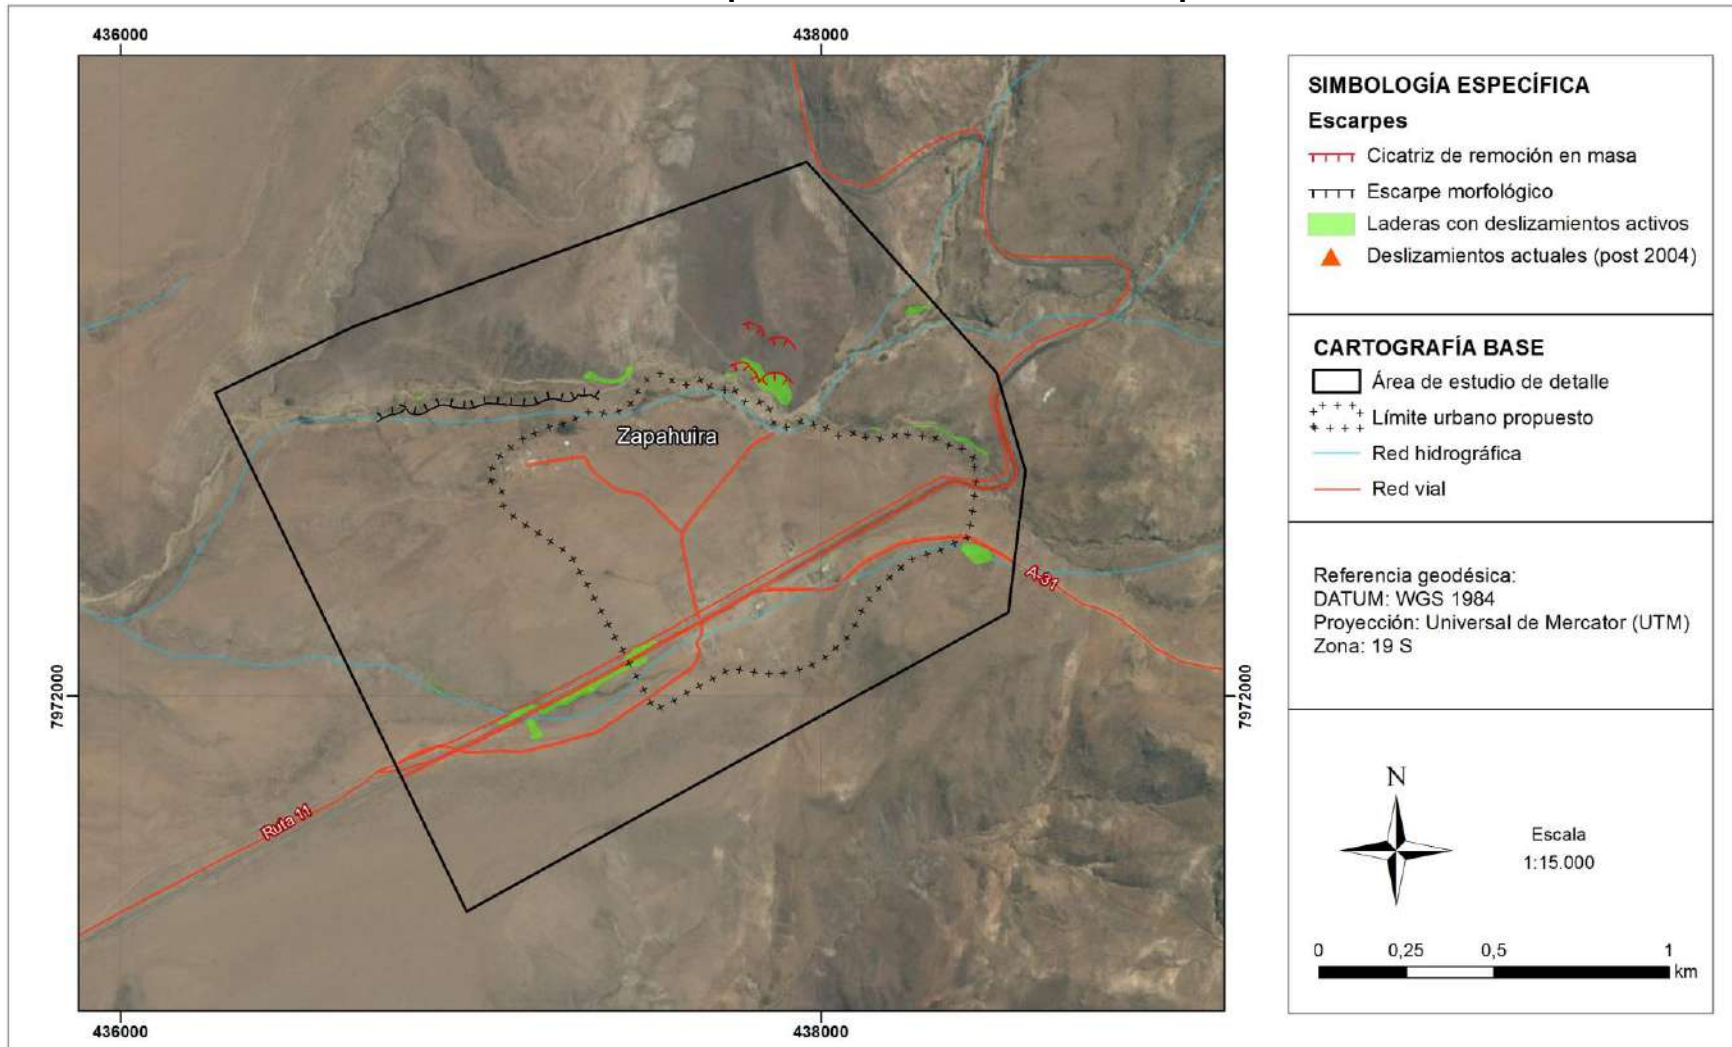 436000
438000
SIMBOLOGÍA ESPECÍFICA
Escarpes
Cicatriz de remoción en masa
Escarpe morfológico
Laderas con deslizamientos activos
Deslizamientos actuales (post 2004)
CARTOGRAFÍA BASE
Área de estudio de detalle
Límite urbano propuesto
Red hidrográfica
Red vial
Referencia geodésica:
DATUM: WGS 1984
Proyección: Universal de Mercator (UTM)
Zona: 19 S
N
Escala
1:15.000
0 0,25 0,5 1
km
Zapahuira
A-31
Ruta 11
7972000
7972000
436000
438000